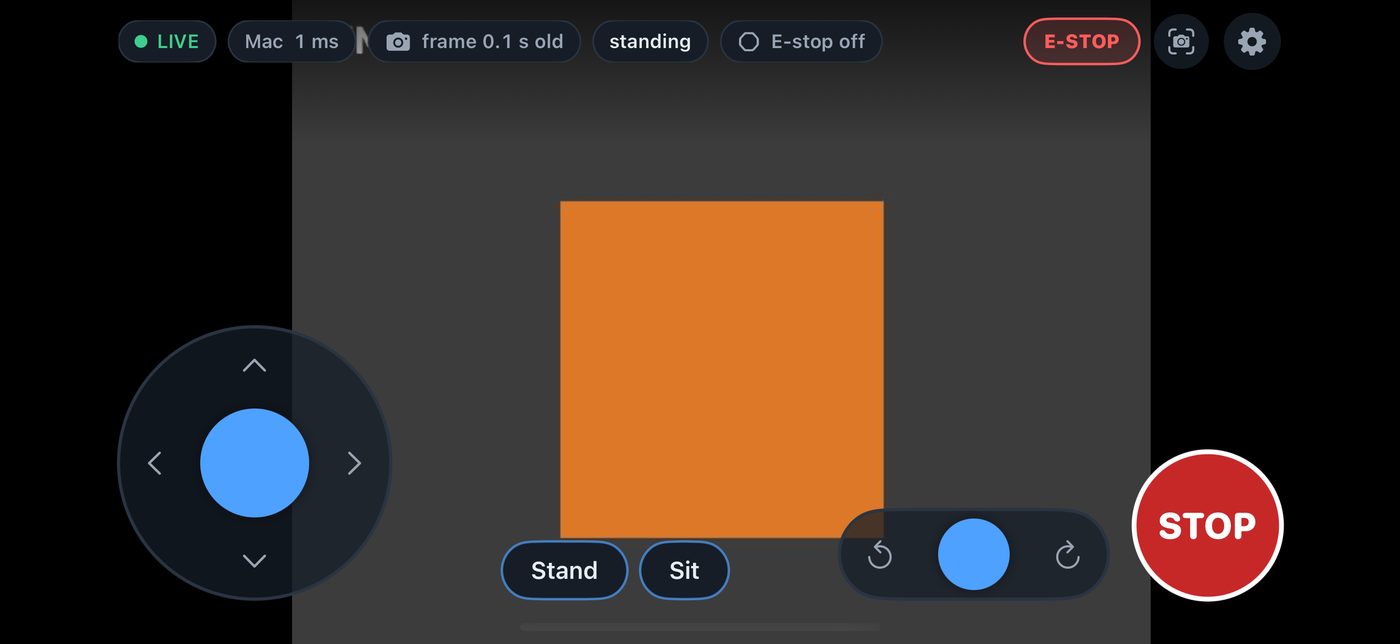 LIVE
Mac 1 ms
frame 0.1 s old
standing
E-stop off
E-STOP
Stand
Sit
STOP